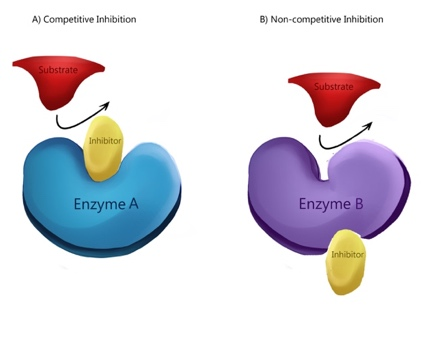 A) Competitive Inhibition
B) Non-competitive Inhibition
Substrate
Inhibitor
Enzyme A
Substrate
Enzyme B
Inhibitor